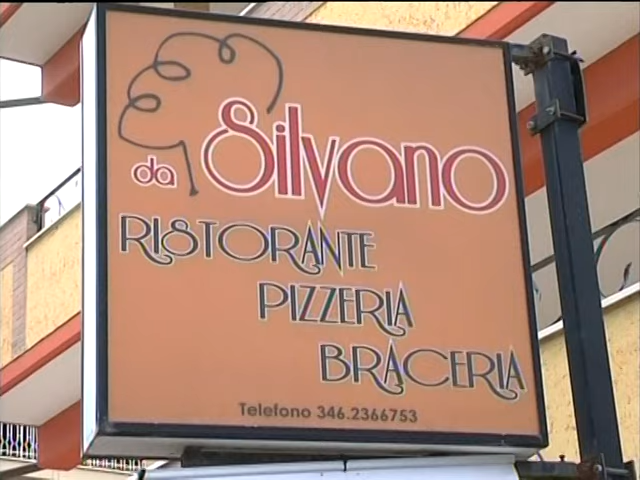 da Silvano
RISTORANTE
PIZZERIA
BRACERIA
Telefono 346.2366753